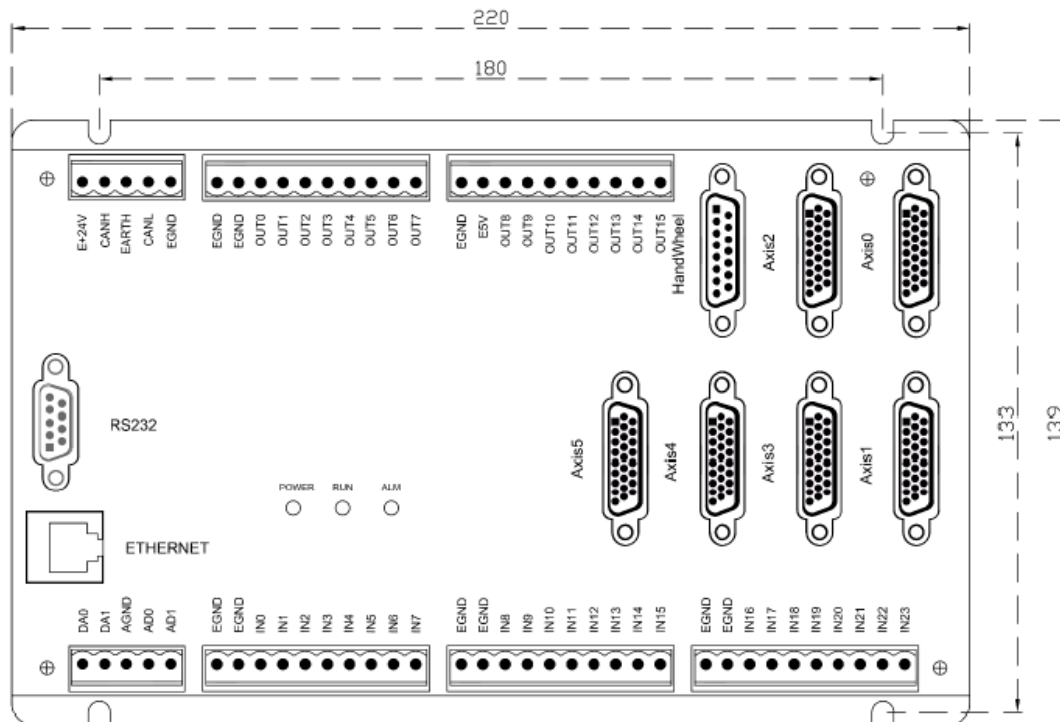 220
180
E+24V CANH EARTH CANL EGND
EGND EGND OUT0 OUT1 OUT2 OUT3 OUT4 OUT5 OUT6 OUT7
EGND E5V OUT8 OUT9 OUT10 OUT11 OUT12 OUT13 OUT14 OUT15
HandWheel
Axis2
Axis0
RS232
Axis5
Axis4
Axis3
Axis1
133
139
POWER RUN ALM
ETHERNET
DA0 DA1 AGND AD0 AD1
EGND EGND IN0 IN1 IN2 IN3 IN4 IN5 IN6 IN7
EGND EGND IN8 IN9 IN10 IN11 IN12 IN13 IN14 IN15
EGND EGND IN16 IN17 IN18 IN19 IN20 IN21 IN22 IN23